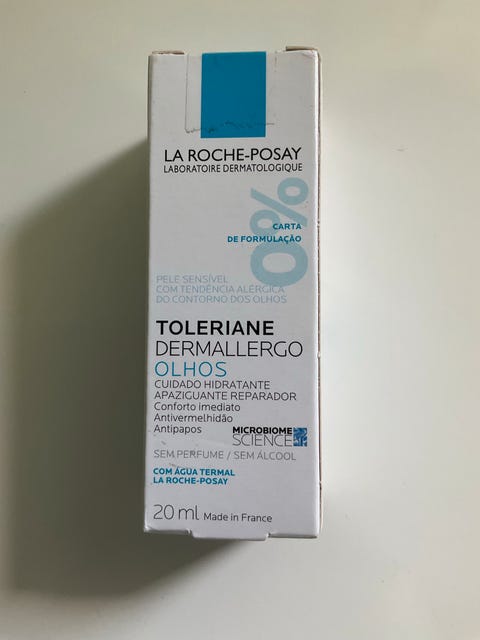 LA ROCHE-POSAY
LABORATOIRE DERMATOLOGIQUE
0%
CARTA
DE FORMULAÇÃO
PELE SENSÍVEL
COM TENDÊNCIA ALÉRGICA
DO CONTORNO DOS OLHOS
TOLERIANE
DERMALLERGO
OLHOS
CUIDADO HIDRATANTE
APAZIGUANTE REPARADOR
Conforto imediato
Antivermelhidão
Antipapos
MICROBIOME
SCIENCE
SEM PERFUME / SEM ÁLCOOL
COM ÁGUA TERMAL
LA ROCHE-POSAY
20 ml Made in France